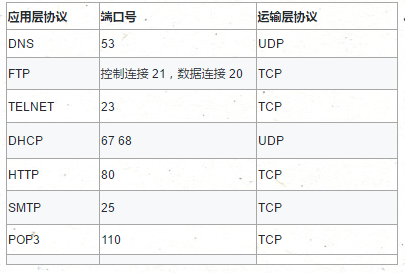 应用层协议 端口号 运输层协议
DNS 53 UDP
FTP 控制连接 21，数据连接 20 TCP
TELNET 23 TCP
DHCP 67 68 UDP
HTTP 80 TCP
SMTP 25 TCP
POP3 110 TCP